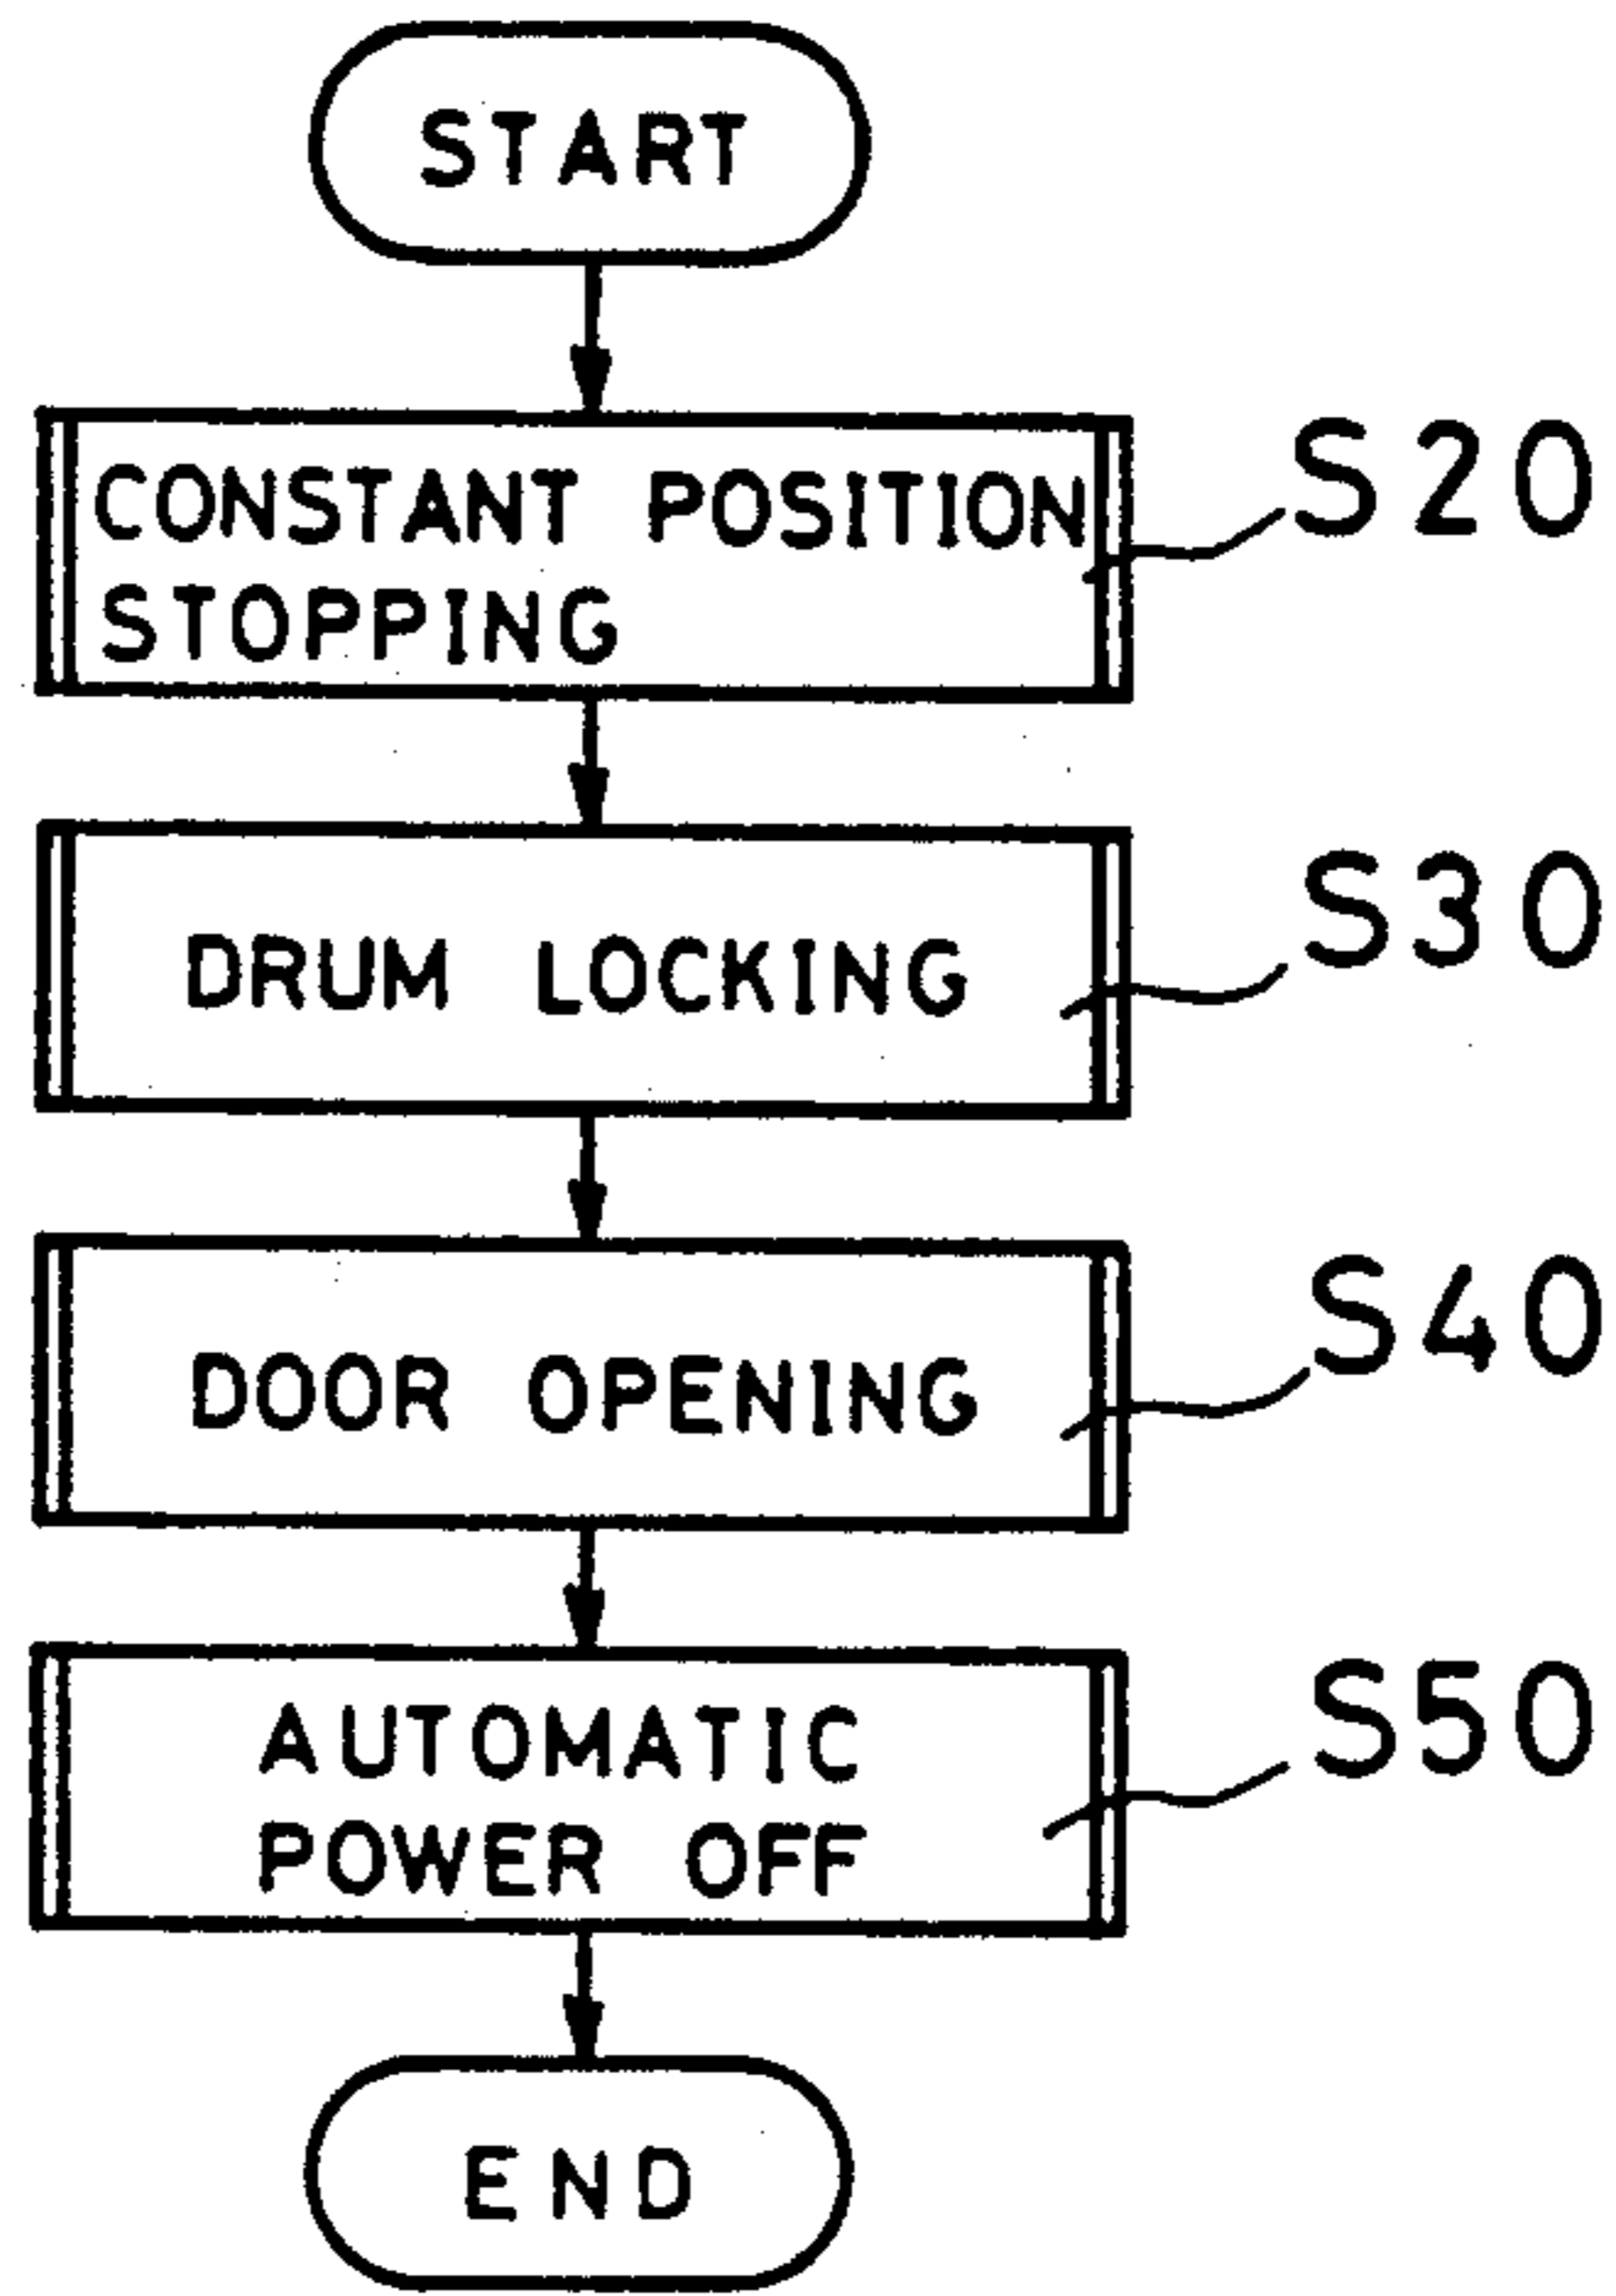 START
CONSTANT POSITION
STOPPING
S20
DRUM LOCKING
S30
DOOR OPENING
S40
AUTOMATIC
POWER OFF
S50
END